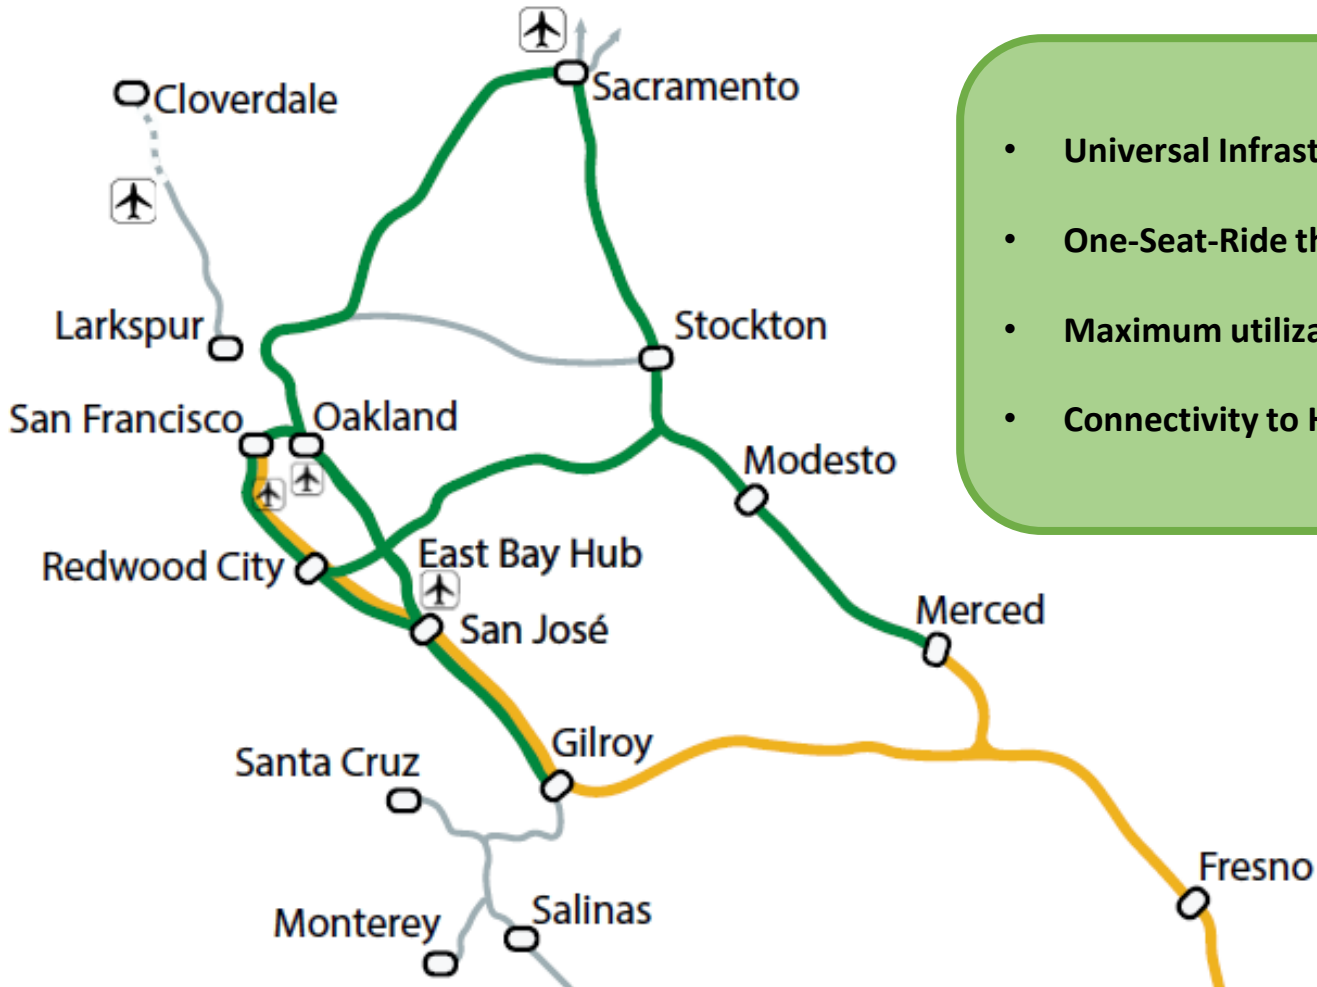 Sacramento
Cloverdale
Larkspur
Stockton
San Francisco
Oakland
Modesto
East Bay Hub
Redwood City
San José
Merced
Gilroy
Santa Cruz
Fresno
Salinas
Monterey
• Universal Infrast
• One-Seat-Ride th
• Maximum utiliza
• Connectivity to H